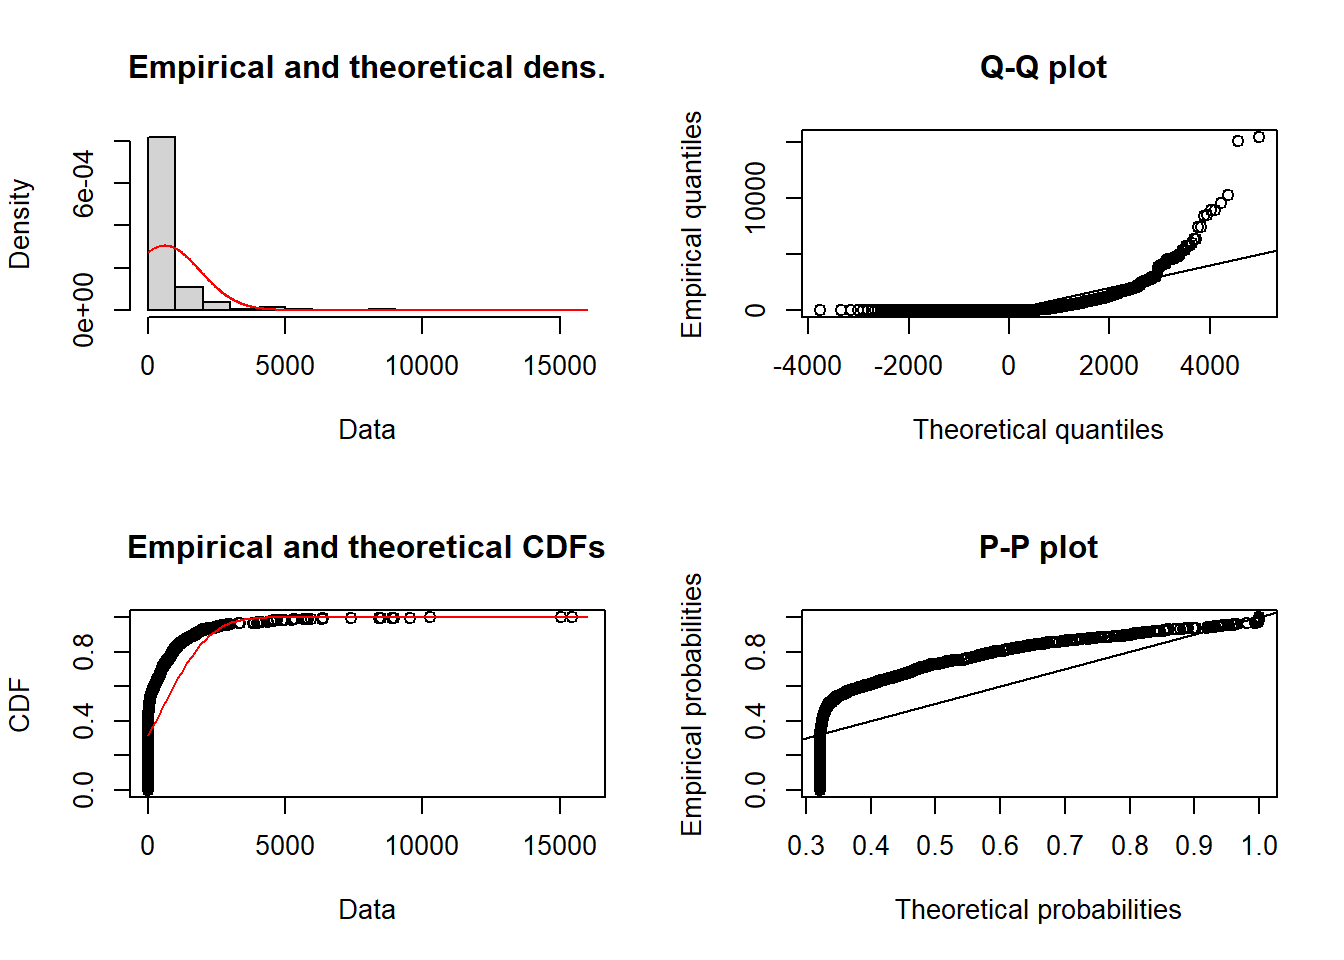 Empirical and theoretical dens.
Density
0e+00 6e-04
0 5000 10000 15000
Data
Q-Q plot
Empirical quantiles
0 10000
-4000 -2000 0 2000 4000
Theoretical quantiles
Empirical and theoretical CDFs
CDF
0.0 0.4 0.8
0 5000 10000 15000
Data
P-P plot
Empirical probabilities
0.0 0.4 0.8
0.3 0.4 0.5 0.6 0.7 0.8 0.9 1.0
Theoretical probabilities